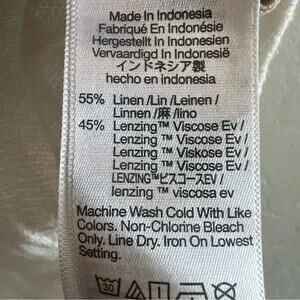 Made In Indonesia
Fabriqué En Indonésie
Hergestellt In Indonesien
Vervaardigd In Indonesië
インドネシア製
hecho en indonesia
55% Linen /Lin /Leinen /
Linnen /麻 /lino
45% Lenzing™ Viscose Ev /
Lenzing™ Viscose Ev /
Lenzing™ Viskose Ev /
Lenzing™ Viscose Ev /
LENZING™ビスコースEV /
lenzing™ viscosa ev
Machine Wash Cold With Like
Colors. Non-Chlorine Bleach
Only. Line Dry. Iron On Lowest
Setting.
30